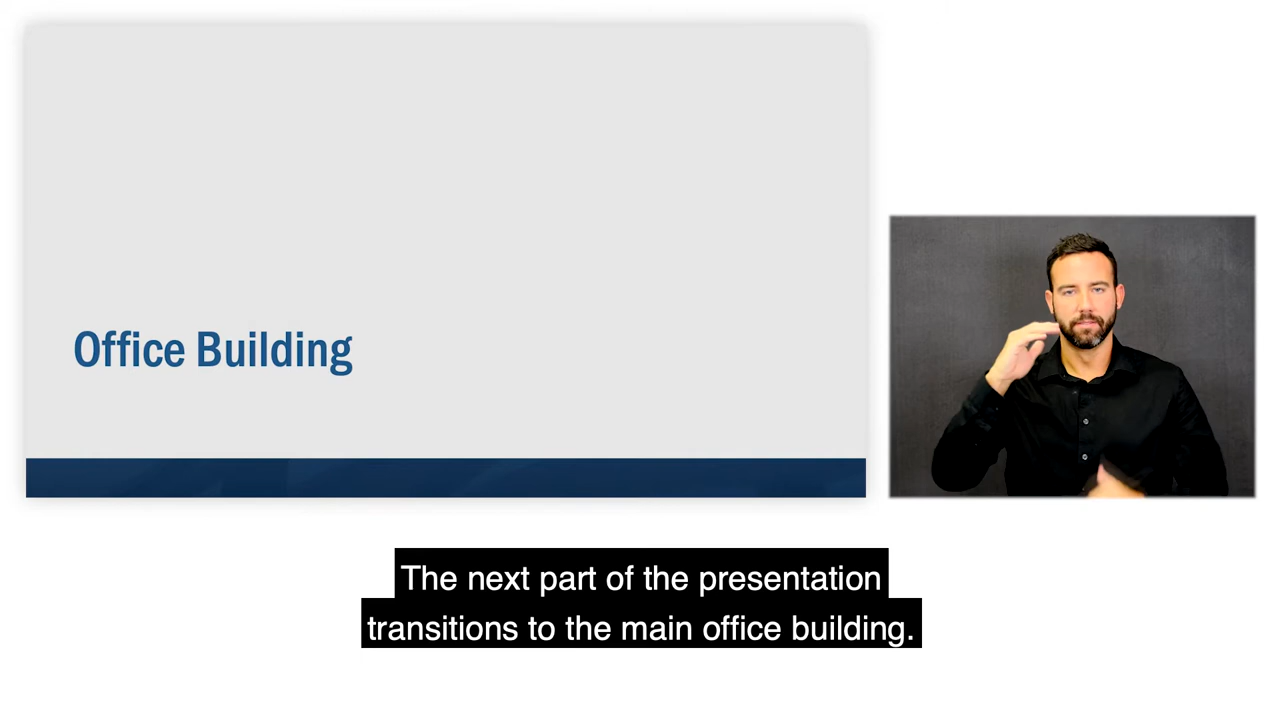 Office Building
The next part of the presentation
transitions to the main office building.